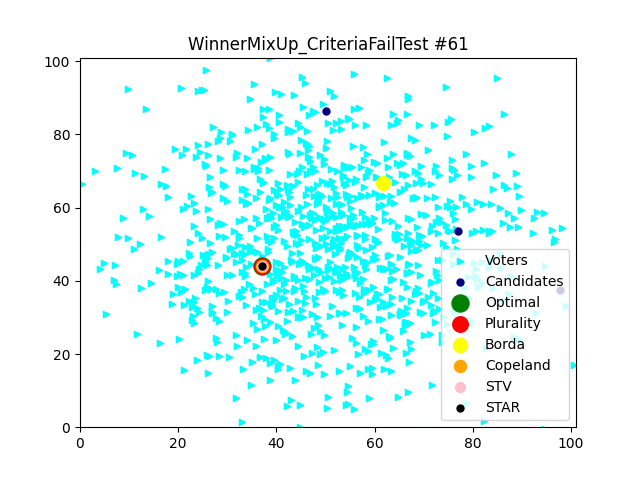 WinnerMixUp_CriteriaFailTest #61
100
80
60
40
20
0
0
20
40
60
80
100
Voters
Candidates
Optimal
Plurality
Borda
Copeland
STV
STAR